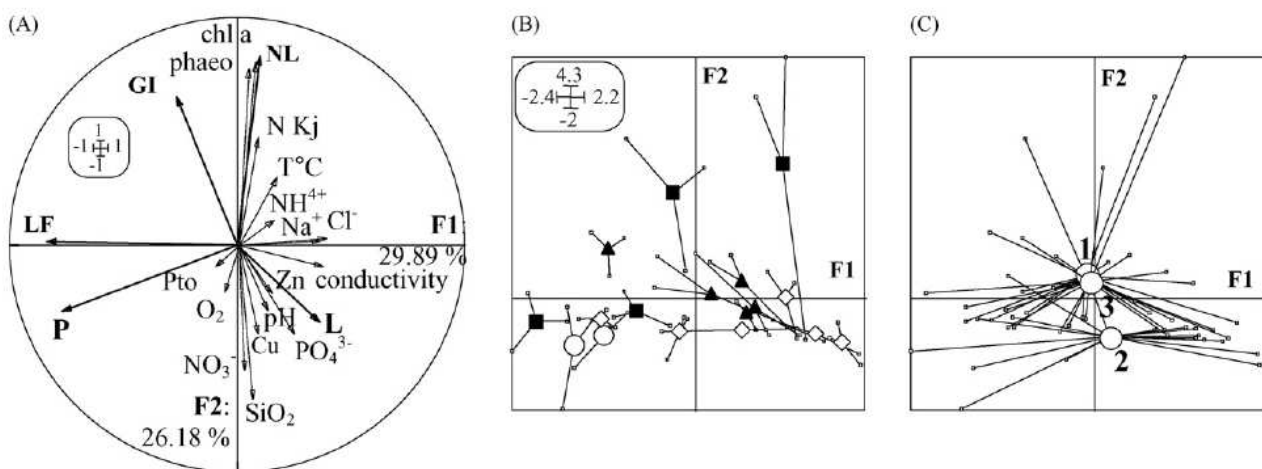 (A)
chl a
phaeo
NL
GI
1
-1 1
-1
N Kj
T°C
NH⁴⁺
Na⁺ Cl⁻
LF
F1
29.89 %
Pto
Zn conductivity
O₂
P
pH
L
Cu
PO₄³⁻
NO₃⁻
F2:
SiO₂
26.18 %
(B)
4.3
-2.4 2.2
-2
F2
F1
(C)
F2
1
F1
3
2